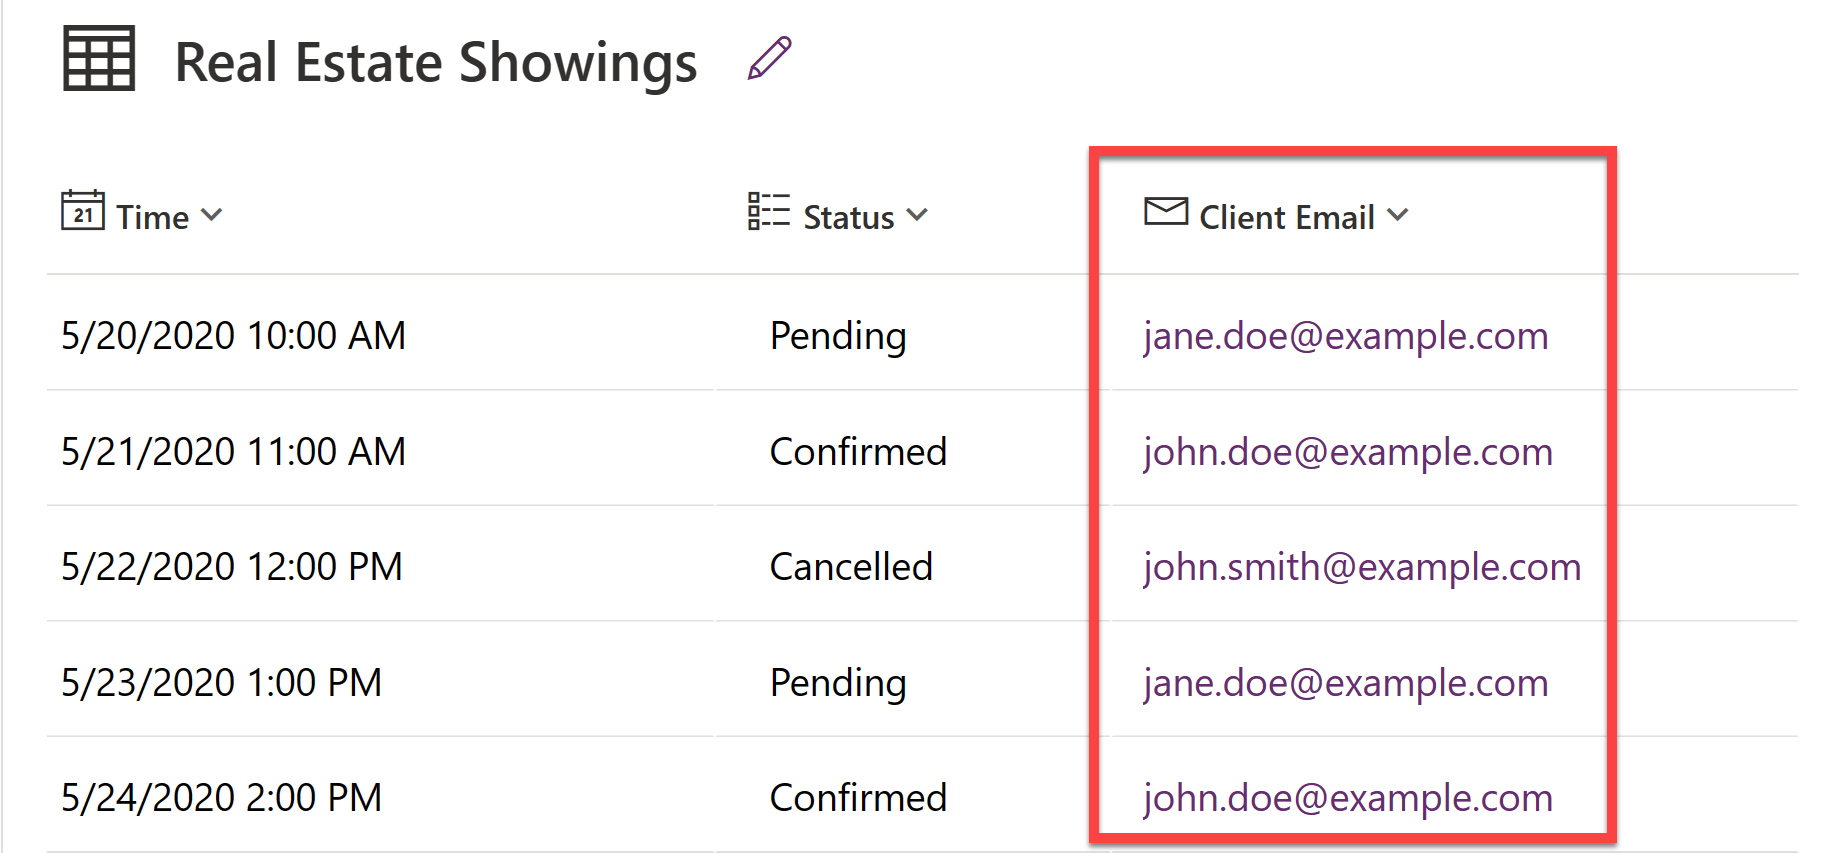 Real Estate Showings
21 Time Status Client Email
5/20/2020 10:00 AM Pending jane.doe@example.com
5/21/2020 11:00 AM Confirmed john.doe@example.com
5/22/2020 12:00 PM Cancelled john.smith@example.com
5/23/2020 1:00 PM Pending jane.doe@example.com
5/24/2020 2:00 PM Confirmed john.doe@example.com